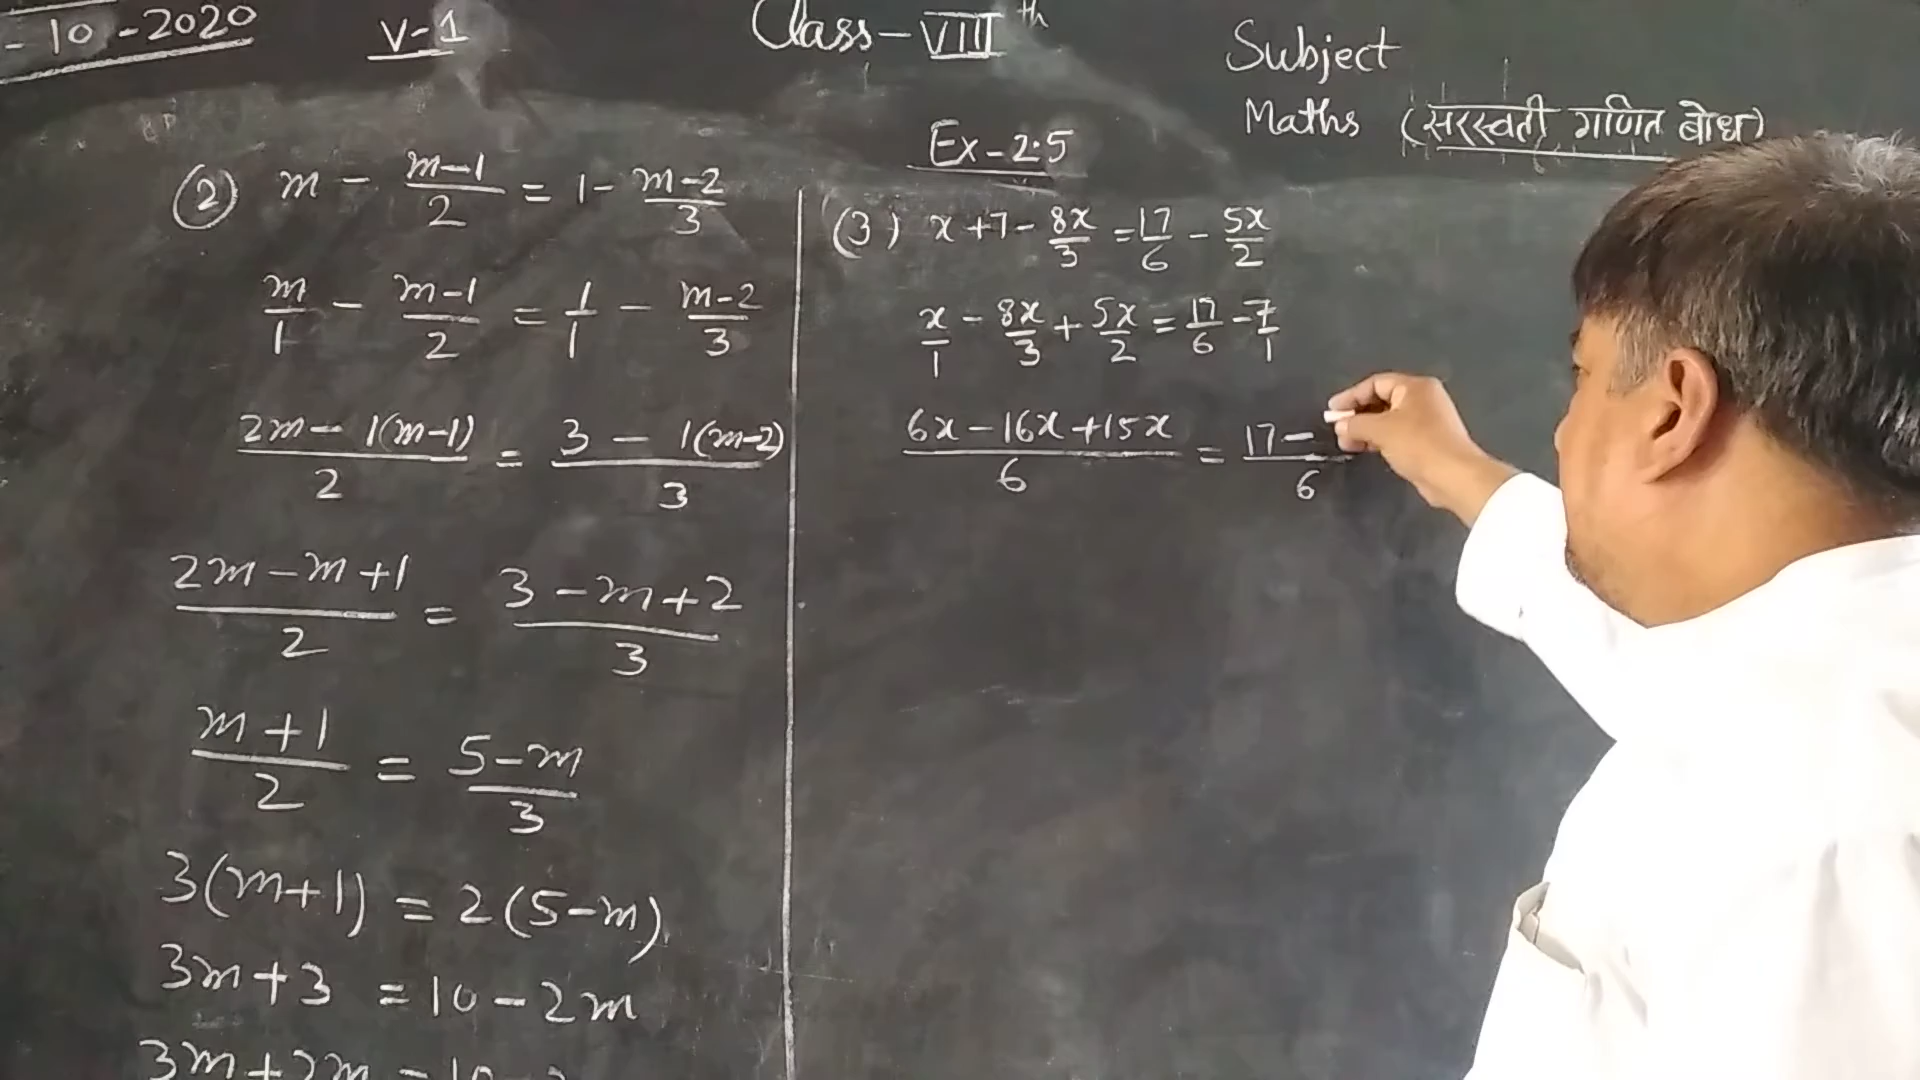 - 10 - 2020
V-1
Class - VIII th
Subject
Maths (सरस्वती गणित बोध)
Ex - 2.5
(2) m - (m-1)/2 = 1 - (m-2)/3
m/1 - (m-1)/2 = 1/1 - (m-2)/3
2m - 1(m-1)/2 = 3 - 1(m-2)/3
2m - m + 1/2 = 3 - m + 2/3
m + 1/2 = 5 - m/3
3(m+1) = 2(5-m)
3m + 3 = 10 - 2m
3m + 2m = 10
(3) x + 7 - 8x/3 = 17/6 - 5x/2
x/1 - 8x/3 + 5x/2 = 17/6 - 7/1
6x - 16x + 15x/6 = 17 - /6